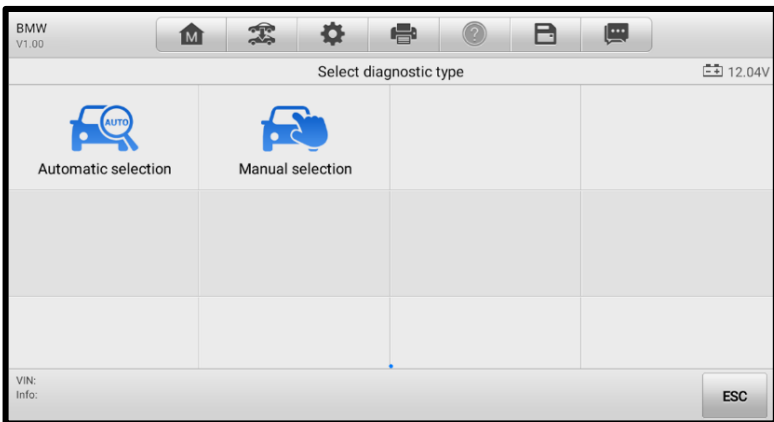 BMW
V1.00
M
?
Select diagnostic type
12.04V
AUTO
Automatic selection
Manual selection
VIN:
Info:
ESC